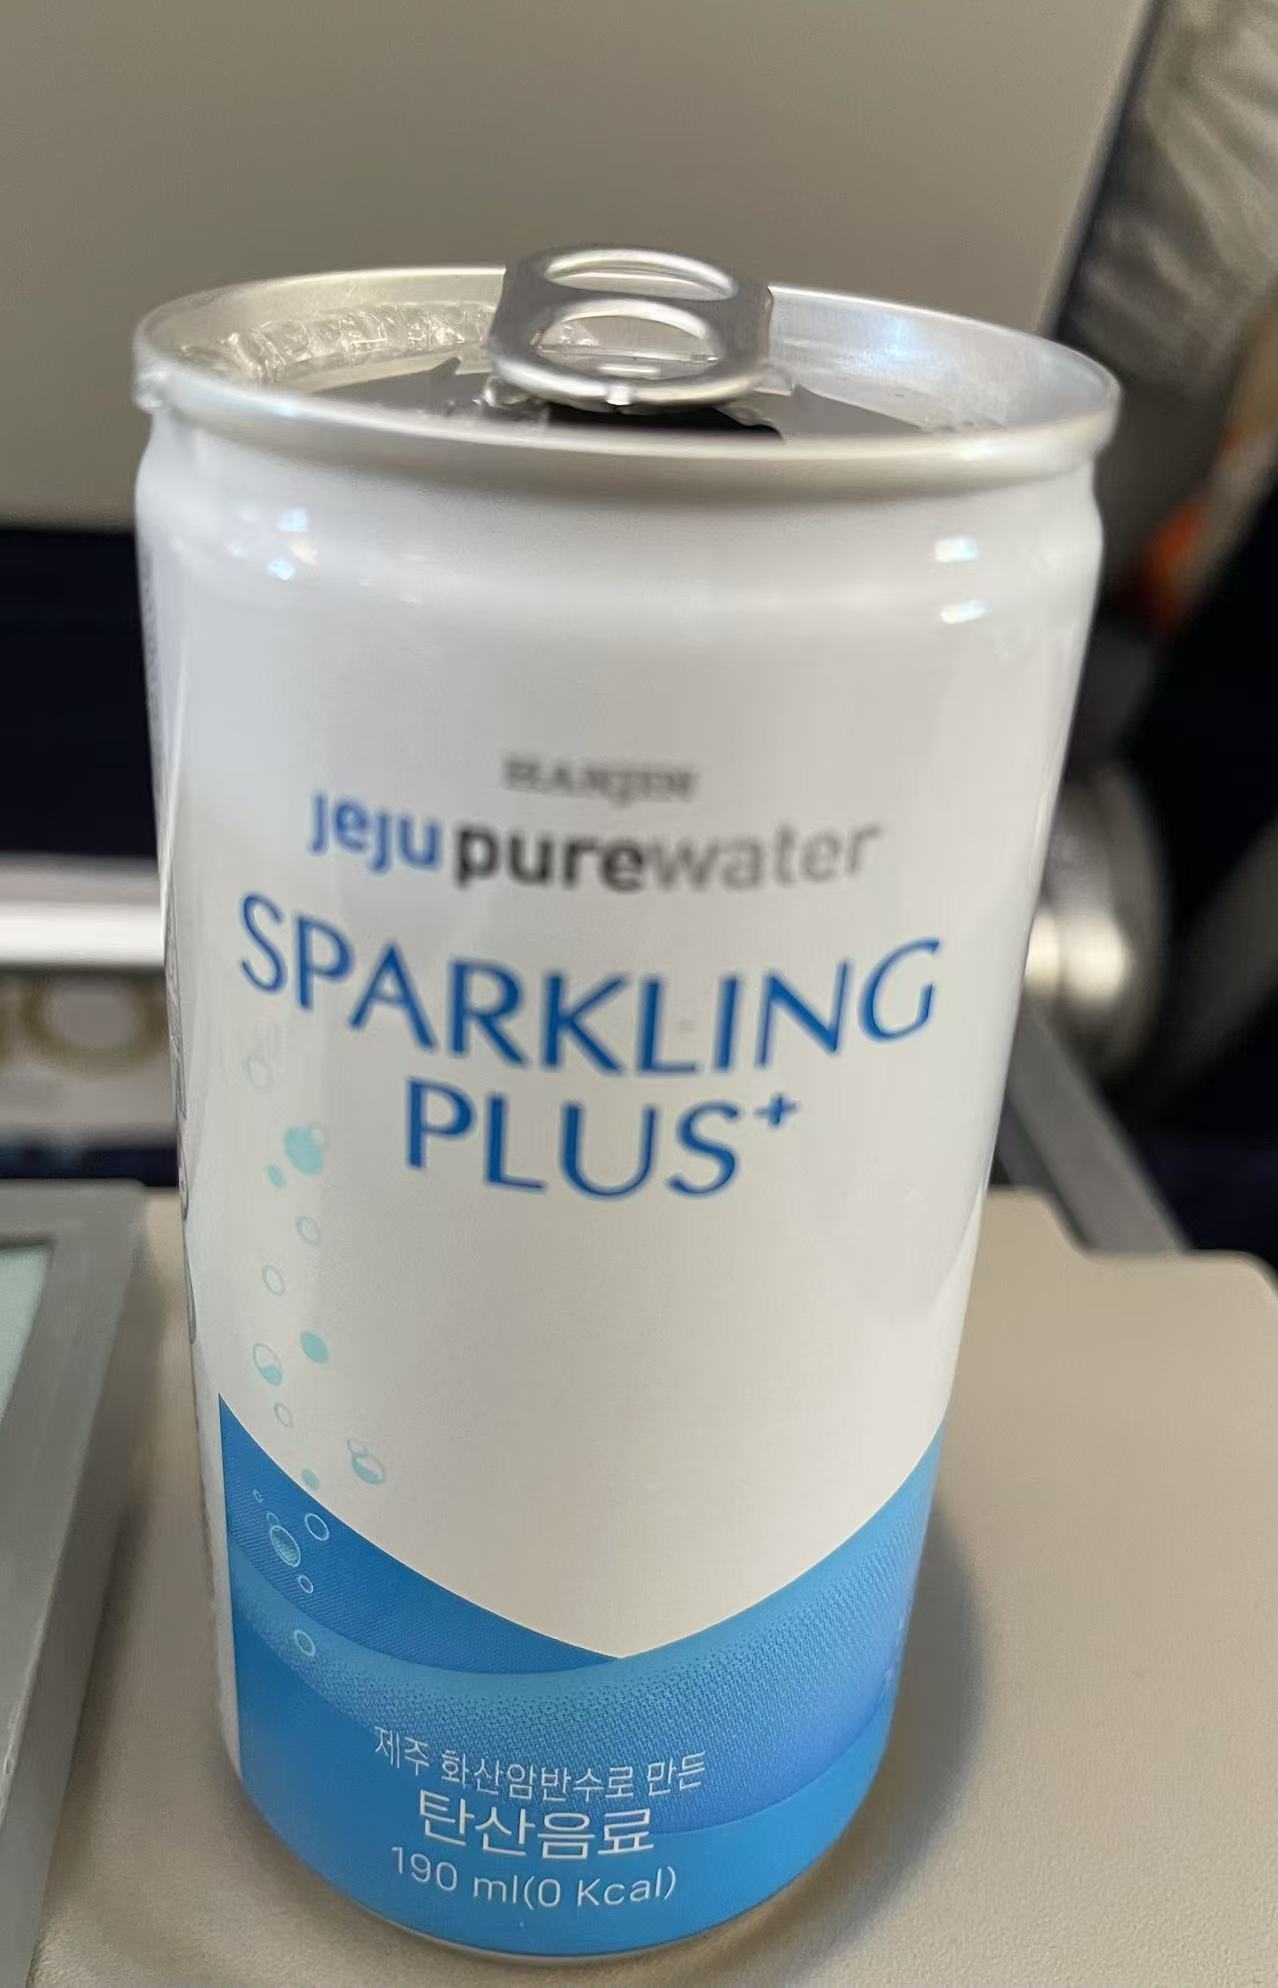 HANJIN
jeju purewater
SPARKLING
PLUS+
제주 화산암반수로 만든
탄산음료
190 ml(0 Kcal)